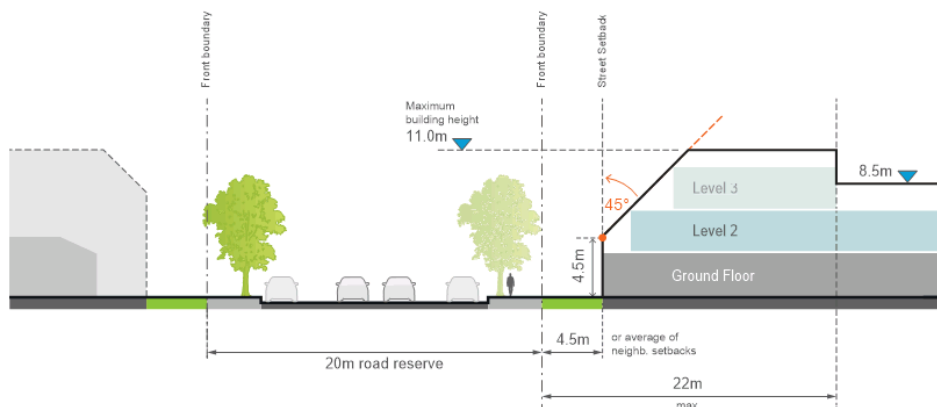 Front boundary
Front boundary
Street Setback
Maximum
building height
11.0m
8.5m
45°
Level 3
Level 2
4.5m
Ground Floor
20m road reserve
4.5m
or average of
neighb. setbacks
22m
max